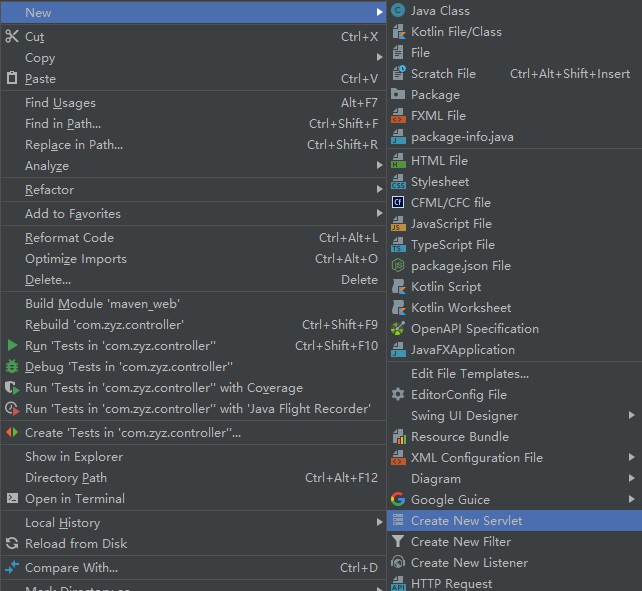 New
Cut Ctrl+X
Copy
Paste Ctrl+V
Find Usages Alt+F7
Find in Path... Ctrl+Shift+F
Replace in Path... Ctrl+Shift+R
Analyze
Refactor
Add to Favorites
Reformat Code Ctrl+Alt+L
Optimize Imports Ctrl+Alt+O
Delete... Delete
Build Module 'maven_web'
Rebuild 'com.zyz.controller' Ctrl+Shift+F9
Run 'Tests in 'com.zyz.controller'' Ctrl+Shift+F10
Debug 'Tests in 'com.zyz.controller''
Run 'Tests in 'com.zyz.controller'' with Coverage
Run 'Tests in 'com.zyz.controller'' with 'Java Flight Recorder'
Create 'Tests in 'com.zyz.controller''...
Show in Explorer
Directory Path Ctrl+Alt+F12
Open in Terminal
Local History
Reload from Disk
Compare With... Ctrl+D
Mark Directory as
Java Class
Kotlin File/Class
File
Scratch File Ctrl+Alt+Shift+Insert
Package
FXML File
package-info.java
HTML File
Stylesheet
CFML/CFC file
JavaScript File
TypeScript File
package.json File
Kotlin Script
Kotlin Worksheet
OpenAPI Specification
JavaFXApplication
Edit File Templates...
EditorConfig File
Swing UI Designer
Resource Bundle
XML Configuration File
Diagram
Google Guice
Create New Servlet
Create New Filter
Create New Listener
HTTP Request